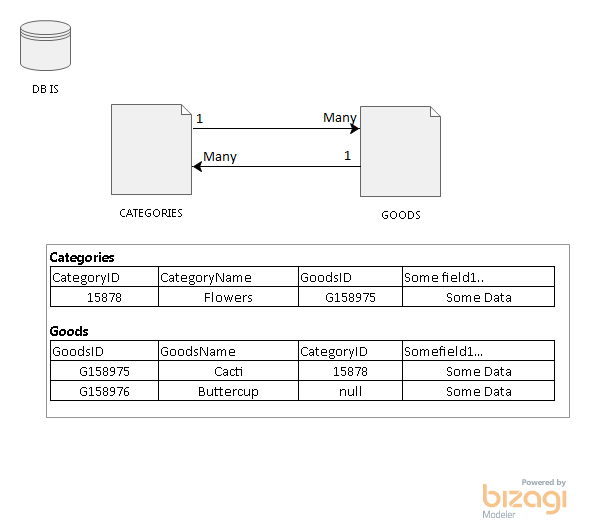 DB IS
1 Many
Many 1
CATEGORIES GOODS
Categories
CategoryID CategoryName GoodsID Some field1..
15878 Flowers G158975 Some Data
Goods
GoodsID GoodsName CategoryID Somefield1...
G158975 Cacti 15878 Some Data
G158976 Buttercup null Some Data
Powered by
bizagi
Modeler